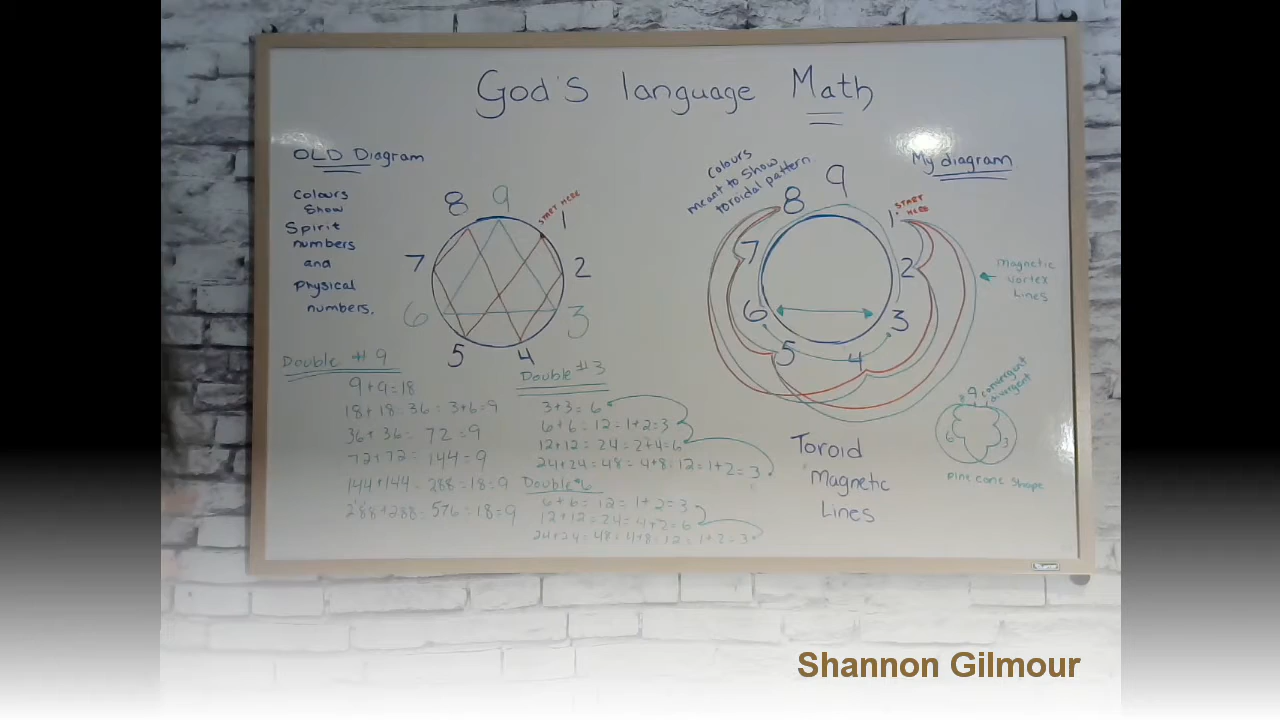 God's language Math
OLD Diagram
Colours
Show
Spirit
numbers
and
physical
numbers.
8
9
START HERE
1
7
2
6
3
5
4
Double # 9
9+9=18
18+18=36=3+6=9
36+36= 72=9
72+72=144=9
144+144=288=18=9
288+288=576=18=9
Double # 3
3+3=6
6+6=12=1+2=3
12+12=24=2+4=6
24+24=48=4+8=12=1+2=3
Double #6
6+6=12=1+2=3
12+12=24=4+2=6
24+24=48=4+8=12=1+2=3
My diagram
Colours
meant to show
toroidal pattern
8
9
1
START
HERE
7
2
6
3
5
4
Magnetic
vortex
Lines
Toroid
Magnetic
Lines
9
convergent
divergent
6
3
pine cone shape
Shannon Gilmour